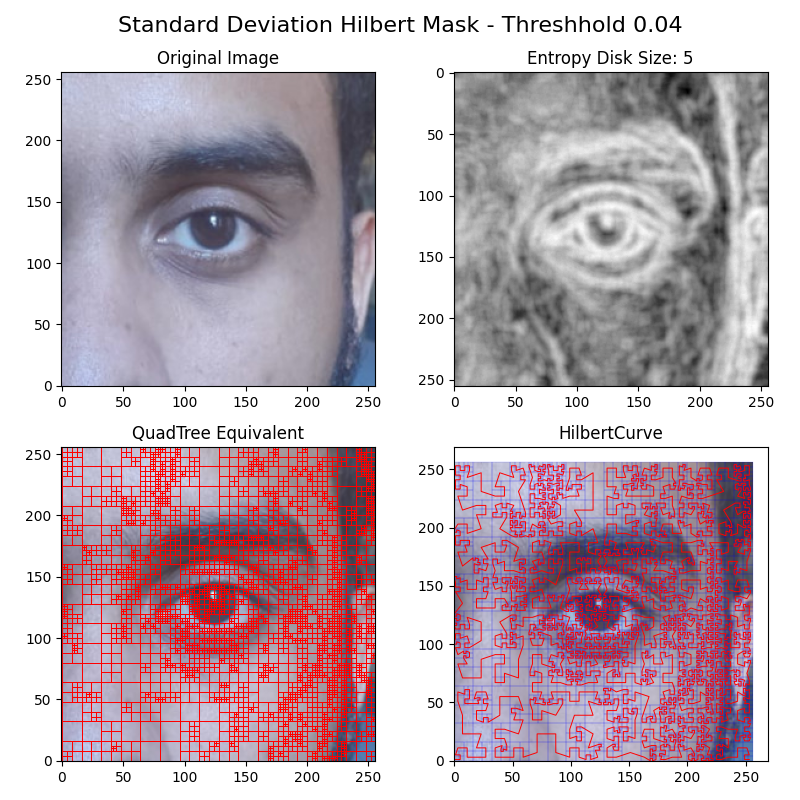 Standard Deviation Hilbert Mask - Threshhold 0.04
Original Image
Entropy Disk Size: 5
250
200
150
100
50
0
0 50 100 150 200 250
0
50
100
150
200
250
0 50 100 150 200 250
QuadTree Equivalent
HilbertCurve
250
200
150
100
50
0
0 50 100 150 200 250
250
200
150
100
50
0
0 50 100 150 200 250